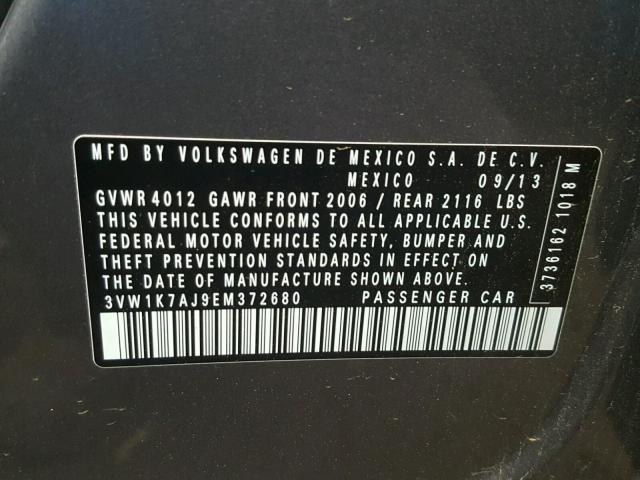 MFD BY VOLKSWAGEN DE MEXICO S.A. DE C.V.
MEXICO 09/13
GVWR 4012 GAWR FRONT 2006 / REAR 2116 LBS
THIS VEHICLE CONFORMS TO ALL APPLICABLE U.S.
FEDERAL MOTOR VEHICLE SAFETY, BUMPER AND
THEFT PREVENTION STANDARDS IN EFFECT ON
THE DATE OF MANUFACTURE SHOWN ABOVE.
3VW1K7AJ9EM372680 PASSENGER CAR
3736162 1018 M